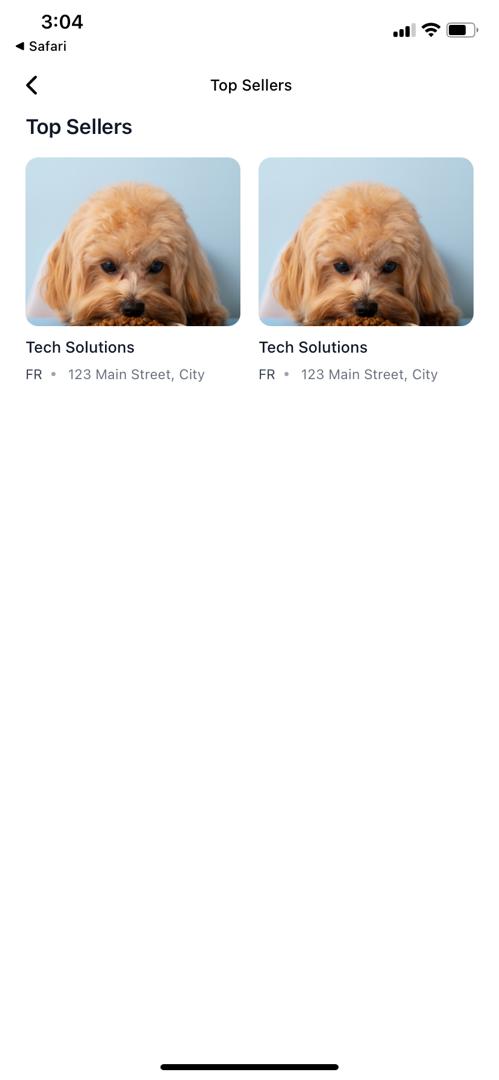 3:04
◀ Safari
Top Sellers
Top Sellers
Tech Solutions
FR • 123 Main Street, City
Tech Solutions
FR • 123 Main Street, City